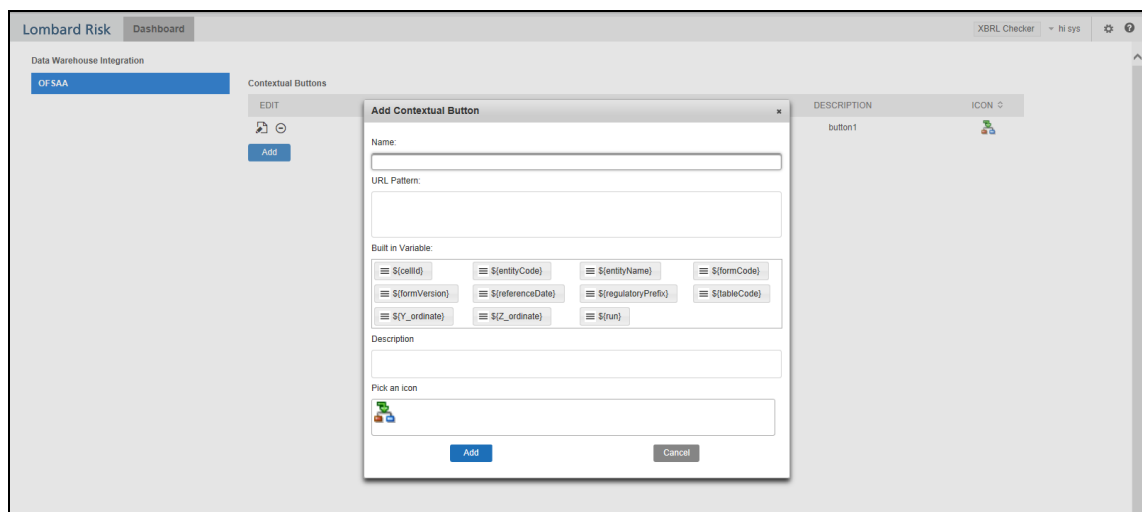 Lombard Risk Dashboard XBRL Checker hi sys
Data Warehouse Integration
OFSAA
Contextual Buttons
EDIT DESCRIPTION ICON
button1
Add
Add Contextual Button
Name:
URL Pattern:
Built in Variable:
${cellId} ${entityCode} ${entityName} ${formCode}
${formVersion} ${referenceDate} ${regulatoryPrefix} ${tableCode}
${Y_ordinate} ${Z_ordinate} ${run}
Description
Pick an icon
Add Cancel